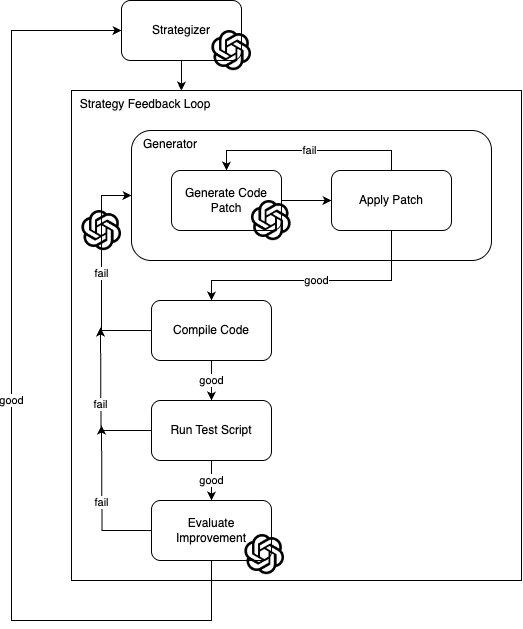 Strategizer
Strategy Feedback Loop
Generator
fail
Generate Code
Patch
Apply Patch
fail
good
Compile Code
good
good
fail
Run Test Script
good
fail
Evaluate
Improvement